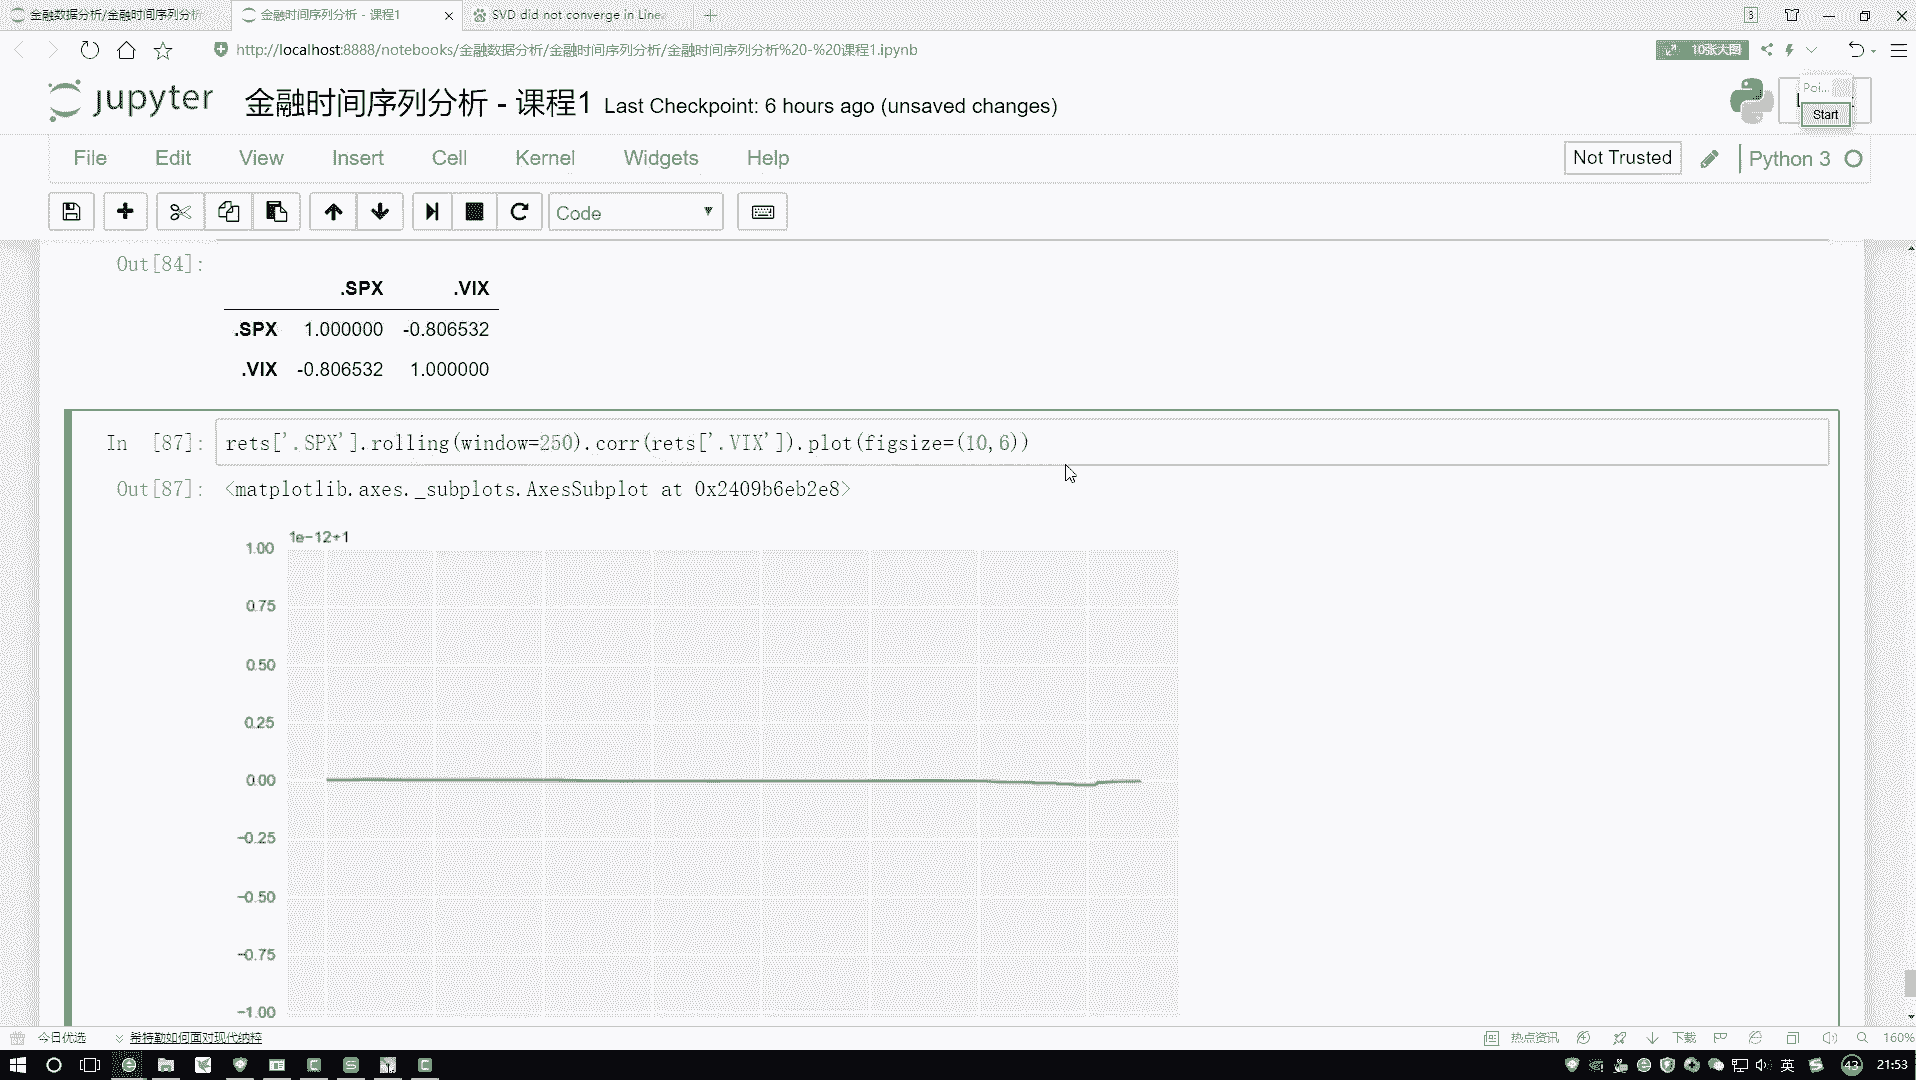 金融数据分析/金融时间序列分析
金融时间序列分析 - 课程1
SVD did not converge in Line
3
http://localhost:8888/notebooks/金融数据分析/金融时间序列分析/金融时间序列分析%20-%20课程1.ipynb
10张大图
jupyter
金融时间序列分析 - 课程1 Last Checkpoint: 6 hours ago (unsaved changes)
Poi...
Start
File Edit View Insert Cell Kernel Widgets Help
Not Trusted
Python 3
Code
Out[84]:
.SPX .VIX
.SPX 1.000000 -0.806532
.VIX -0.806532 1.000000
In [87]: rets['.SPX'].rolling(window=250).corr(rets['.VIX']).plot(figsize=(10,6))
Out[87]: <matplotlib.axes._subplots.AxesSubplot at 0x2409b6eb2e8>
1e−12+1
1.00
0.75
0.50
0.25
0.00
−0.25
−0.50
−0.75
−1.00
今日优选
希特勒如何面对现代纳粹
热点资讯
下载
160%
英
43
21:53